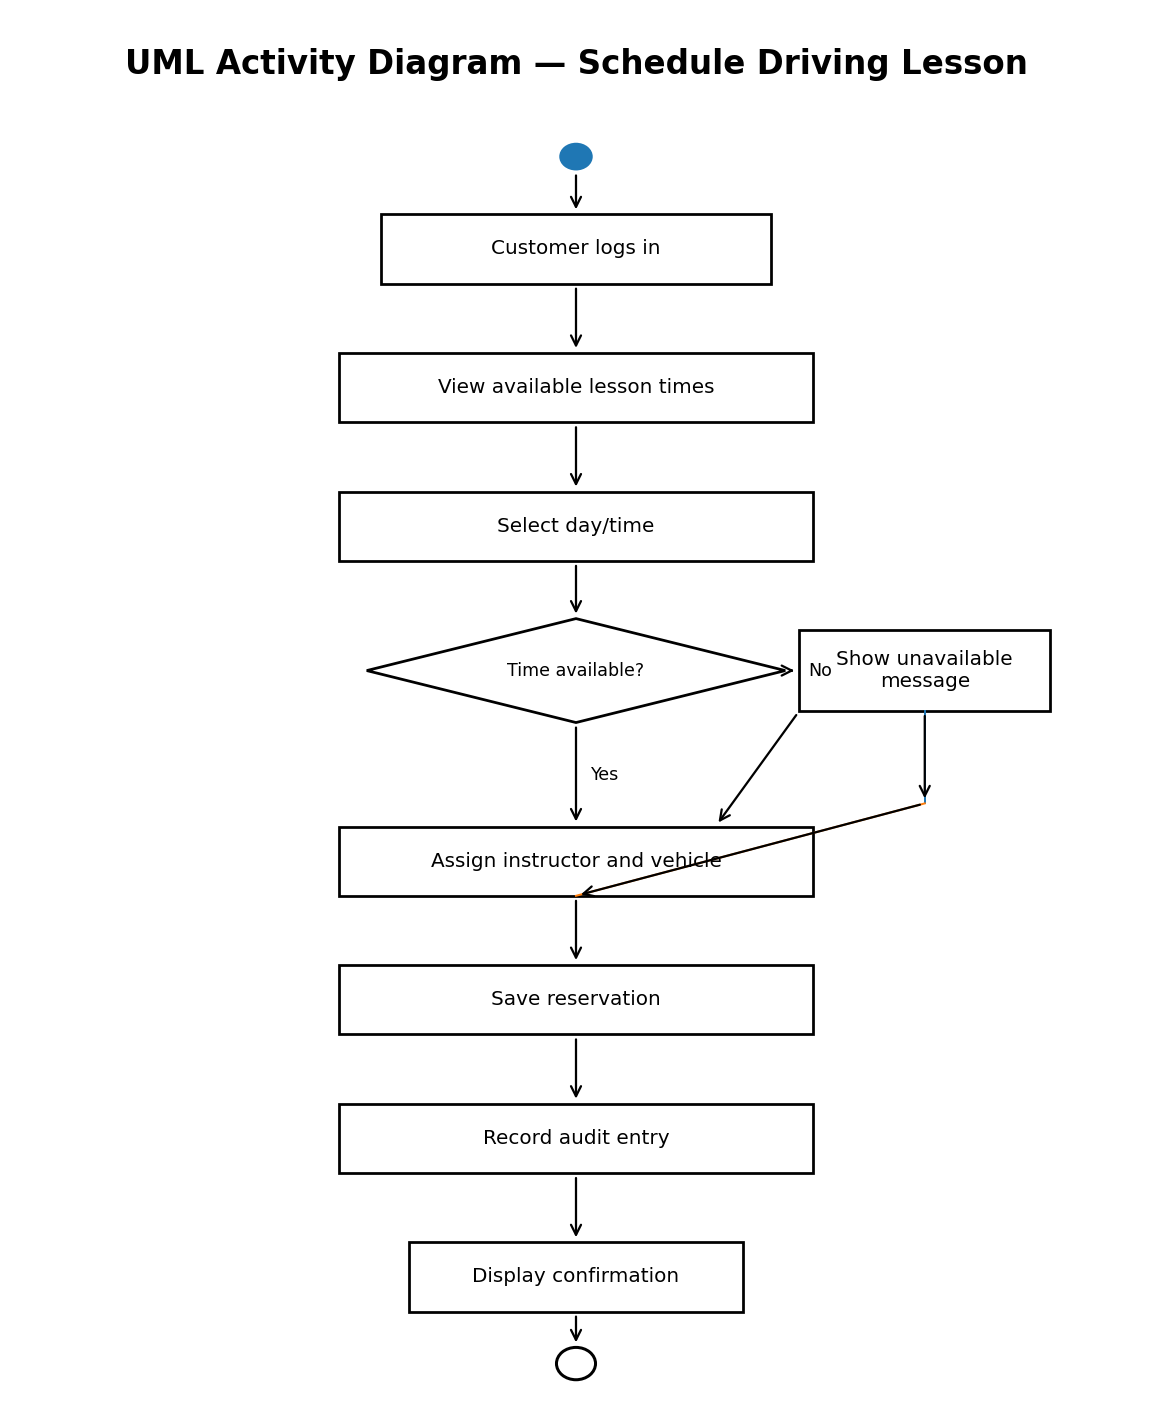 UML Activity Diagram — Schedule Driving Lesson
Customer logs in
View available lesson times
Select day/time
Time available?
No
Show unavailable
message
Yes
Assign instructor and vehicle
Save reservation
Record audit entry
Display confirmation